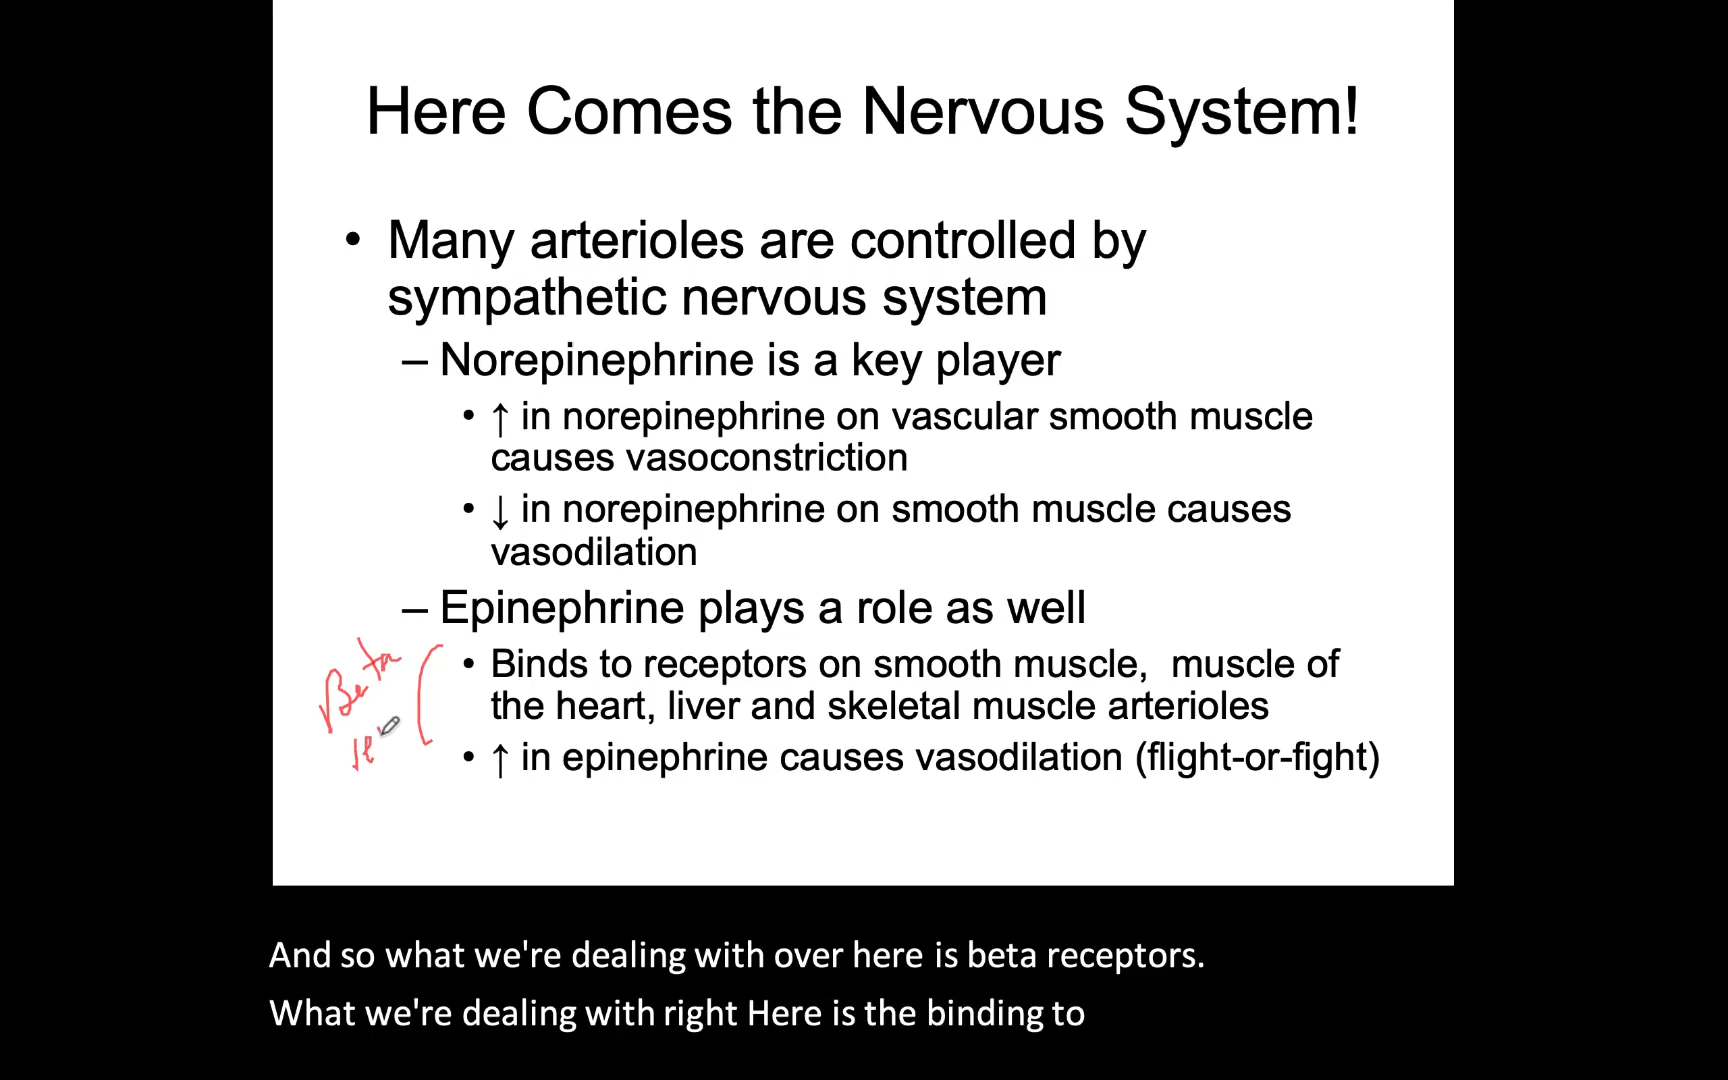 Here Comes the Nervous System!
• Many arterioles are controlled by
sympathetic nervous system
– Norepinephrine is a key player
• ↑ in norepinephrine on vascular smooth muscle
causes vasoconstriction
• ↓ in norepinephrine on smooth muscle causes
vasodilation
– Epinephrine plays a role as well
• Binds to receptors on smooth muscle, muscle of
the heart, liver and skeletal muscle arterioles
• ↑ in epinephrine causes vasodilation (flight-or-fight)
Beta
And so what we're dealing with over here is beta receptors.
What we're dealing with right Here is the binding to